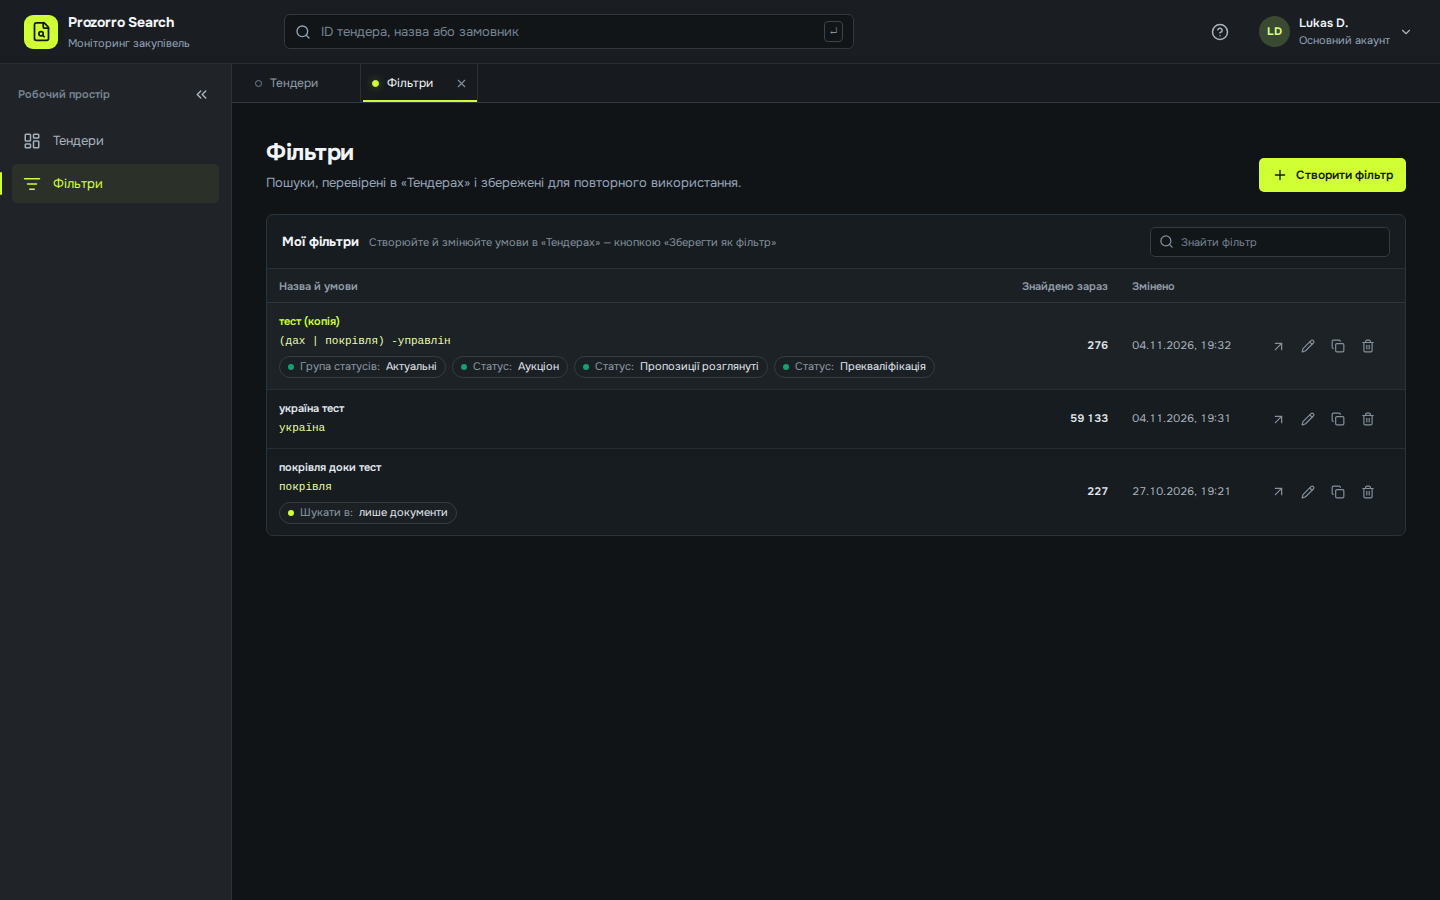 Prozorro Search
Моніторинг закупівель
ID тендера, назва або замовник
LD
Lukas D.
Основний акаунт
Робочий простір
Тендери
Фільтри
Тендери
Фільтри
Фільтри
Пошуки, перевірені в «Тендерах» і збережені для повторного використання.
Створити фільтр
Мої фільтри Створюйте й змінюйте умови в «Тендерах» — кнопкою «Зберегти як фільтр»
Знайти фільтр
Назва й умови Знайдено зараз Змінено
тест (копія)
(дах | покрівля) -управлін
Група статусів: Актуальні Статус: Аукціон Статус: Пропозиції розглянуті Статус: Прекваліфікація
276 04.11.2026, 19:32
україна тест
україна
59 133 04.11.2026, 19:31
покрівля доки тест
покрівля
Шукати в: лише документи
227 27.10.2026, 19:21